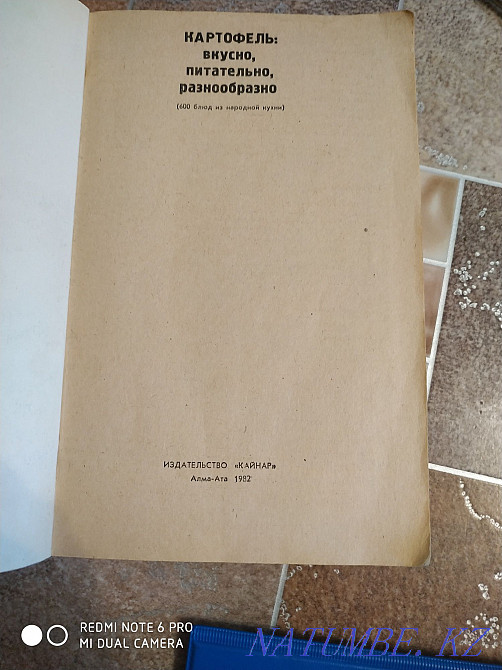 КАРТОФЕЛЬ:
вкусно,
питательно,
разнообразно
(600 блюд из народной кухни)
ИЗДАТЕЛЬСТВО «КАЙНАР»
Алма-Ата 1982
REDMI NOTE 6 PRO
MI DUAL CAMERA
NATUMBE.KZ